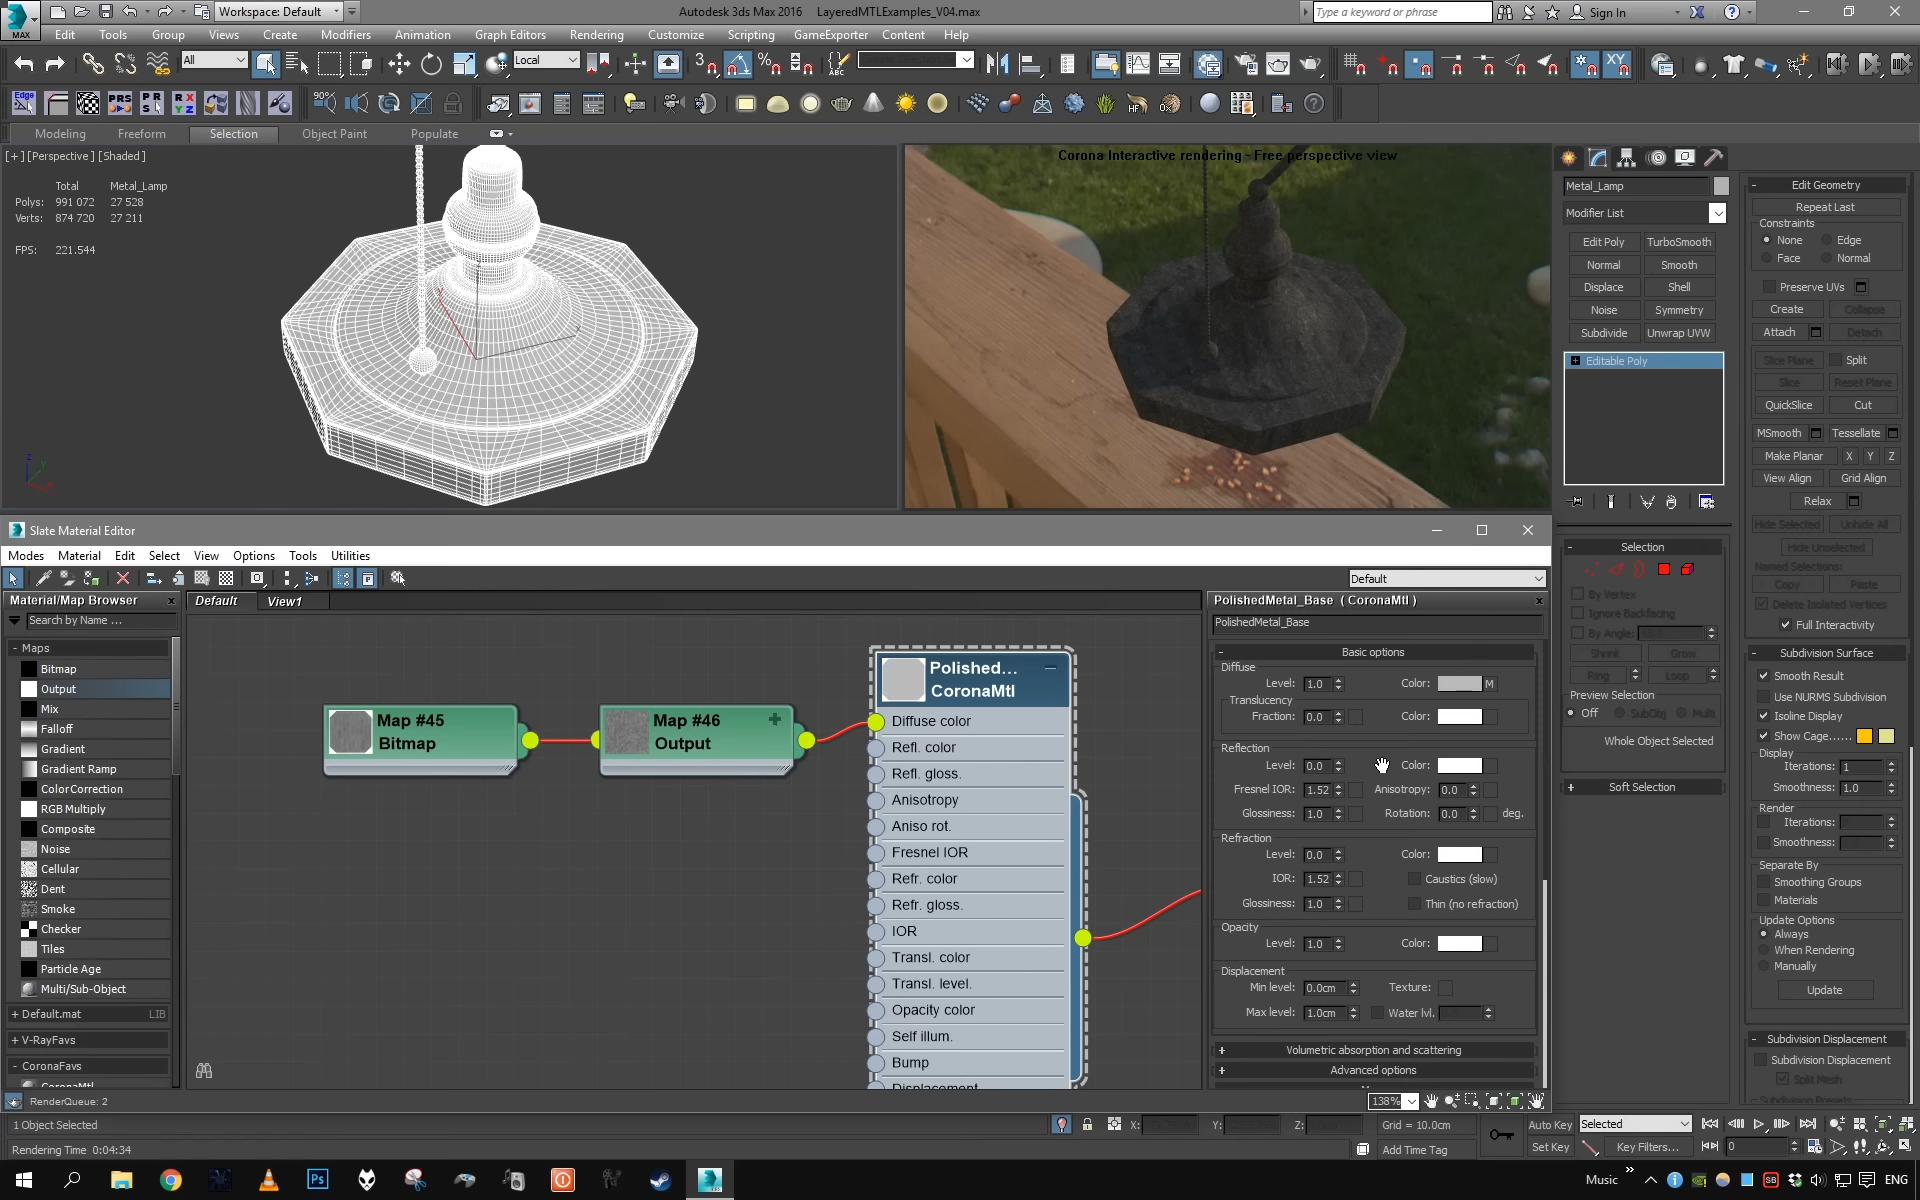 Workspace: Default
Autodesk 3ds Max 2016 LayeredMTLExamples_V04.max
Type a keyword or phrase
Sign In
MAX
Edit Tools Group Views Create Modifiers Animation Graph Editors Rendering Customize Scripting GameExporter Content Help
All
Local
Modeling Freeform Selection Object Paint Populate
[+] [Perspective] [Shaded]
Total Metal_Lamp
Polys: 991 072 27 528
Verts: 874 720 27 211
FPS: 221.544
Corona Interactive rendering - Free perspective view
Metal_Lamp
Modifier List
Edit Poly TurboSmooth
Normal Smooth
Displace Shell
Noise Symmetry
Subdivide Unwrap UVW
Editable Poly
Selection
By Vertex
Ignore Backfacing
By Angle:
Shrink Grow
Ring Loop
Preview Selection
Off SubObj Multi
Whole Object Selected
Soft Selection
Edit Geometry
Repeat Last
Constraints
None Edge
Face Normal
Preserve UVs
Create Collapse
Attach Detach
Slice Plane Split
Slice Reset Plane
QuickSlice Cut
MSmooth Tessellate
Make Planar X Y Z
View Align Grid Align
Relax
Hide Selected Unhide All
Hide Unselected
Named Selections:
Copy Paste
Delete Isolated Vertices
Full Interactivity
Subdivision Surface
Smooth Result
Use NURMS Subdivision
Isoline Display
Show Cage......
Display
Iterations: 1
Smoothness: 1.0
Render
Iterations:
Smoothness:
Separate By
Smoothing Groups
Materials
Update Options
Always
When Rendering
Manually
Update
Subdivision Displacement
Subdivision Displacement
Split Mesh
Slate Material Editor
Modes Material Edit Select View Options Tools Utilities
Default
Material/Map Browser
Search by Name ...
- Maps
Bitmap
Output
Mix
Falloff
Gradient
Gradient Ramp
ColorCorrection
RGB Multiply
Composite
Noise
Cellular
Dent
Smoke
Checker
Tiles
Particle Age
Multi/Sub-Object
+ Default.mat LIB
+ V-RayFavs
- CoronaFavs
CoronaMtl
Default View1
Map #45
Bitmap
Map #46
Output
Polished...
CoronaMtl
Diffuse color
Refl. color
Refl. gloss.
Anisotropy
Aniso rot.
Fresnel IOR
Refr. color
Refr. gloss.
IOR
Transl. color
Transl. level.
Opacity color
Self illum.
Bump
Displacement
PolishedMetal_Base ( CoronaMtl )
PolishedMetal_Base
Basic options
Diffuse
Level: 1.0 Color: M
Translucency
Fraction: 0.0 Color:
Reflection
Level: 0.0 Color:
Fresnel IOR: 1.52 Anisotropy: 0.0
Glossiness: 1.0 Rotation: 0.0 deg.
Refraction
Level: 0.0 Color:
IOR: 1.52 Caustics (slow)
Glossiness: 1.0 Thin (no refraction)
Opacity
Level: 1.0 Color:
Displacement
Min level: 0.0cm Texture:
Max level: 1.0cm Water lvl.
Volumetric absorption and scattering
Advanced options
RenderQueue: 2
138%
1 Object Selected
X: Y: Z: Grid = 10.0cm
Auto Key Selected
Rendering Time 0:04:34
Add Time Tag
Set Key Key Filters... 0
Music ENG